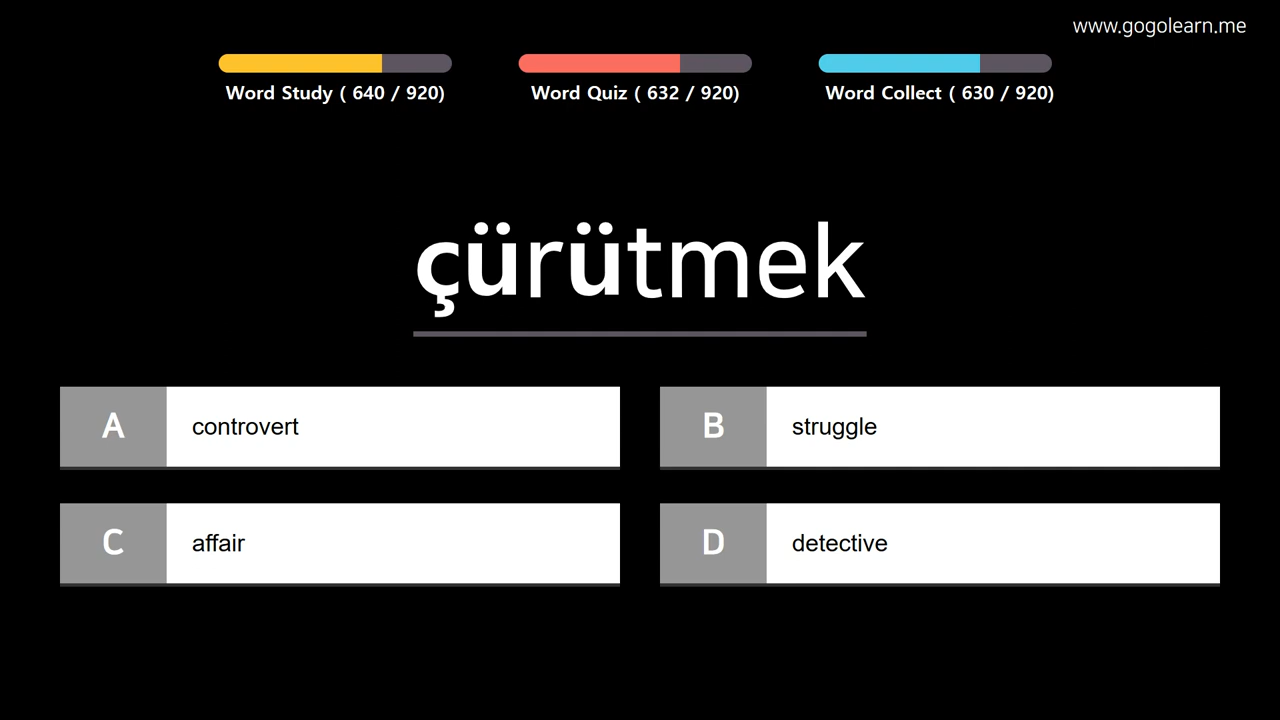 www.gogolearn.me
Word Study ( 640 / 920)
Word Quiz ( 632 / 920)
Word Collect ( 630 / 920)
çürütmek
A controvert
B struggle
C affair
D detective